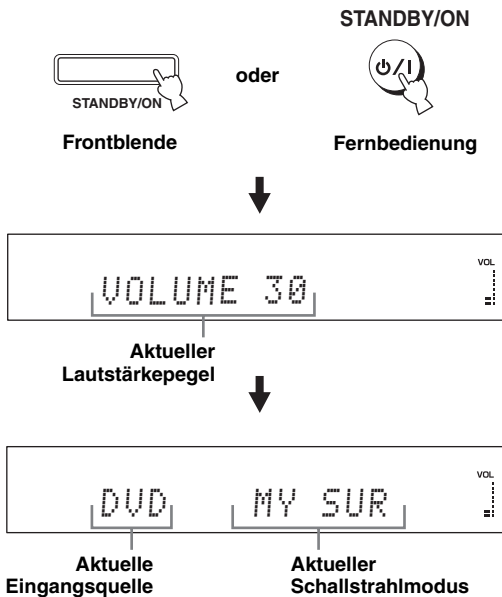 STANDBY/ON
oder
STANDBY/ON
Frontblende
Fernbedienung
VOL
VOLUME 30
Aktueller
Lautstärkepegel
VOL
DVD MY SUR
Aktuelle
Eingangsquelle
Aktueller
Schallstrahlmodus